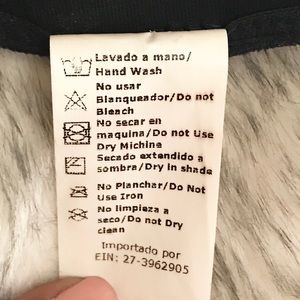 Lavado a mano/
Hand Wash
No usar
Blanqueador/Do not
Bleach
No secar en
maquina/Do not Use
Dry Michine
Secado extendido a
sombra/Dry in shade
No Planchar/Do Not
Use Iron
No limpieza a
seco/Do not Dry
clean
Importado por
EIN: 27-3962905